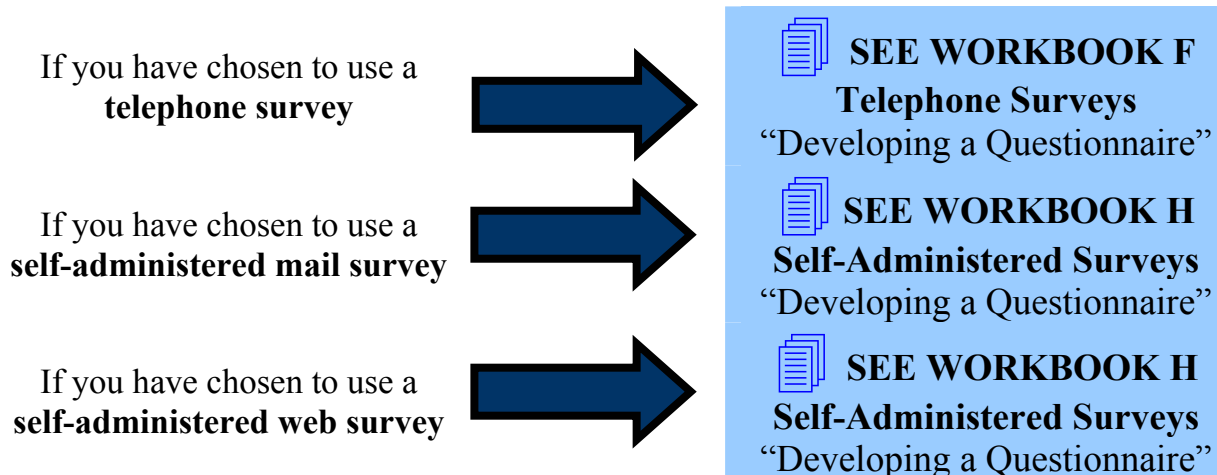 If you have chosen to use a
telephone survey
SEE WORKBOOK F
Telephone Surveys
“Developing a Questionnaire”
If you have chosen to use a
self-administered mail survey
SEE WORKBOOK H
Self-Administered Surveys
“Developing a Questionnaire”
If you have chosen to use a
self-administered web survey
SEE WORKBOOK H
Self-Administered Surveys
“Developing a Questionnaire”